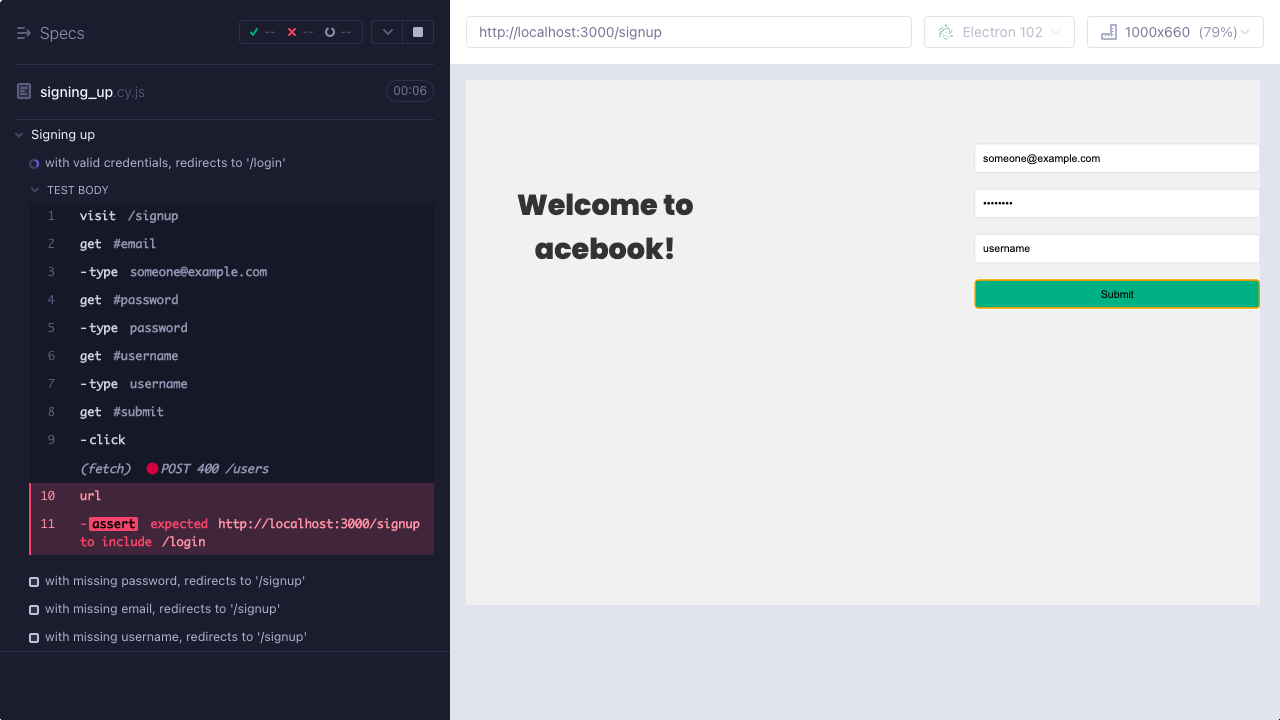 Specs
-- -- --
signing_up.cy.js 00:06
Signing up
with valid credentials, redirects to '/login'
TEST BODY
1 visit /signup
2 get #email
3 -type someone@example.com
4 get #password
5 -type password
6 get #username
7 -type username
8 get #submit
9 -click
(fetch) POST 400 /users
10 url
11 -assert expected http://localhost:3000/signup
to include /login
with missing password, redirects to '/signup'
with missing email, redirects to '/signup'
with missing username, redirects to '/signup'
http://localhost:3000/signup
Electron 102
1000x660 (79%)
Welcome to
acebook!
someone@example.com
••••••••
username
Submit